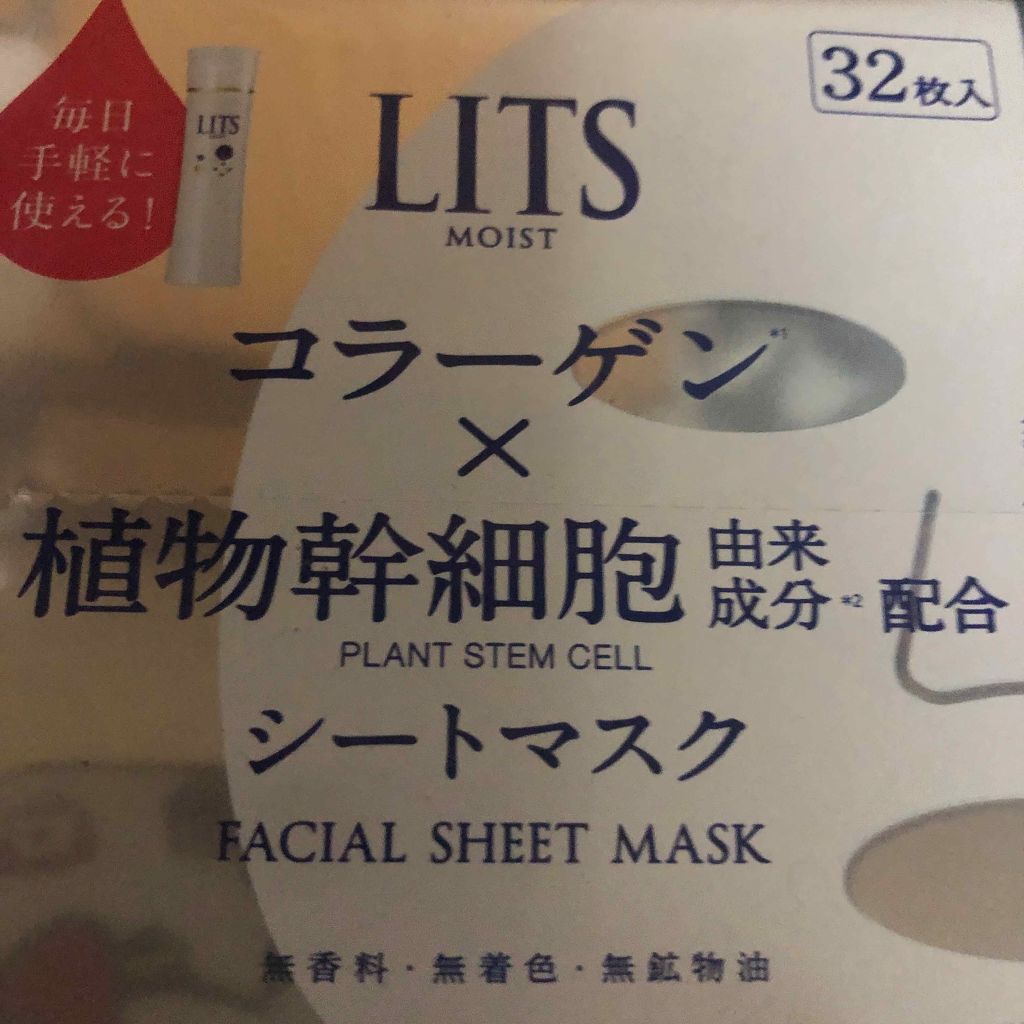 毎日
手軽に
使える！
LITS
32枚入
LITS
MOIST
コラーゲン*1
×
植物幹細胞 由来成分*2 配合
PLANT STEM CELL
シートマスク
FACIAL SHEET MASK
無香料・無着色・無鉱物油